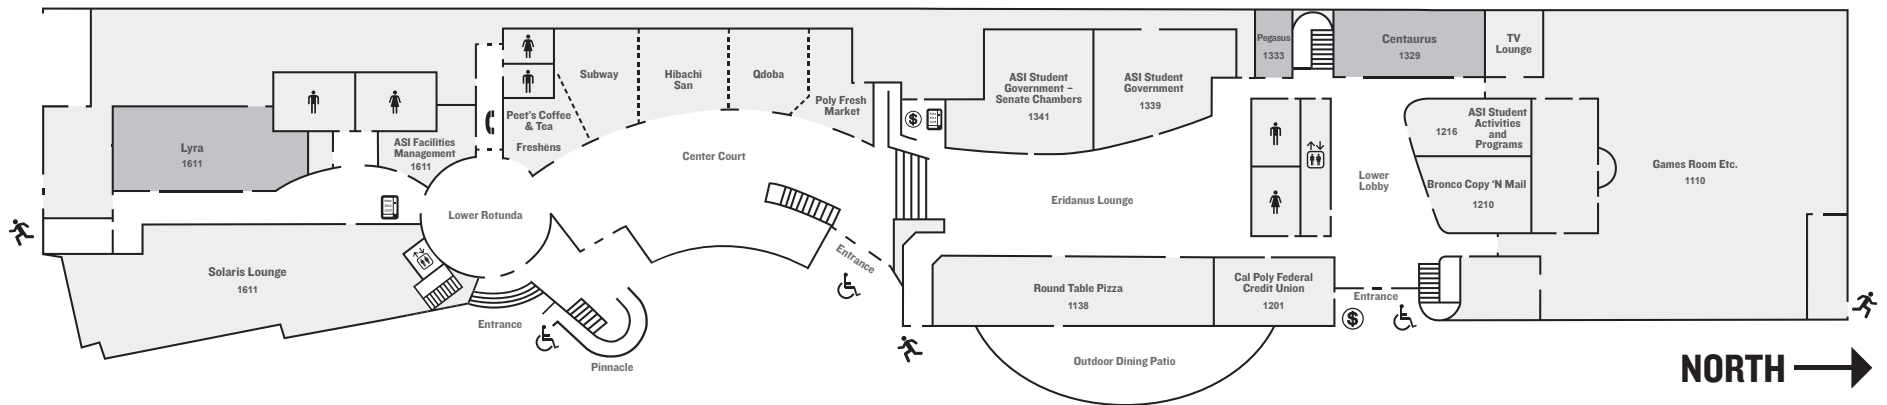 Pegasus
1333
Centaurus
1329
TV
Lounge
Subway
Hibachi
San
Qdoba
Poly Fresh
Market
Peet's Coffee
& Tea
Freshëns
ASI Student
Government –
Senate Chambers
1341
ASI Student
Government
1339
ASI Student
Activities
and
Programs
1216
Lyra
1611
ASI Facilities
Management
1611
Center Court
Games Room Etc.
1110
Lower
Lobby
Bronco Copy 'N Mail
1210
Eridanus Lounge
Lower Rotunda
Solaris Lounge
1611
Entrance
Round Table Pizza
1138
Cal Poly Federal
Credit Union
1201
Entrance
$
$
Entrance
Pinnacle
Outdoor Dining Patio
NORTH